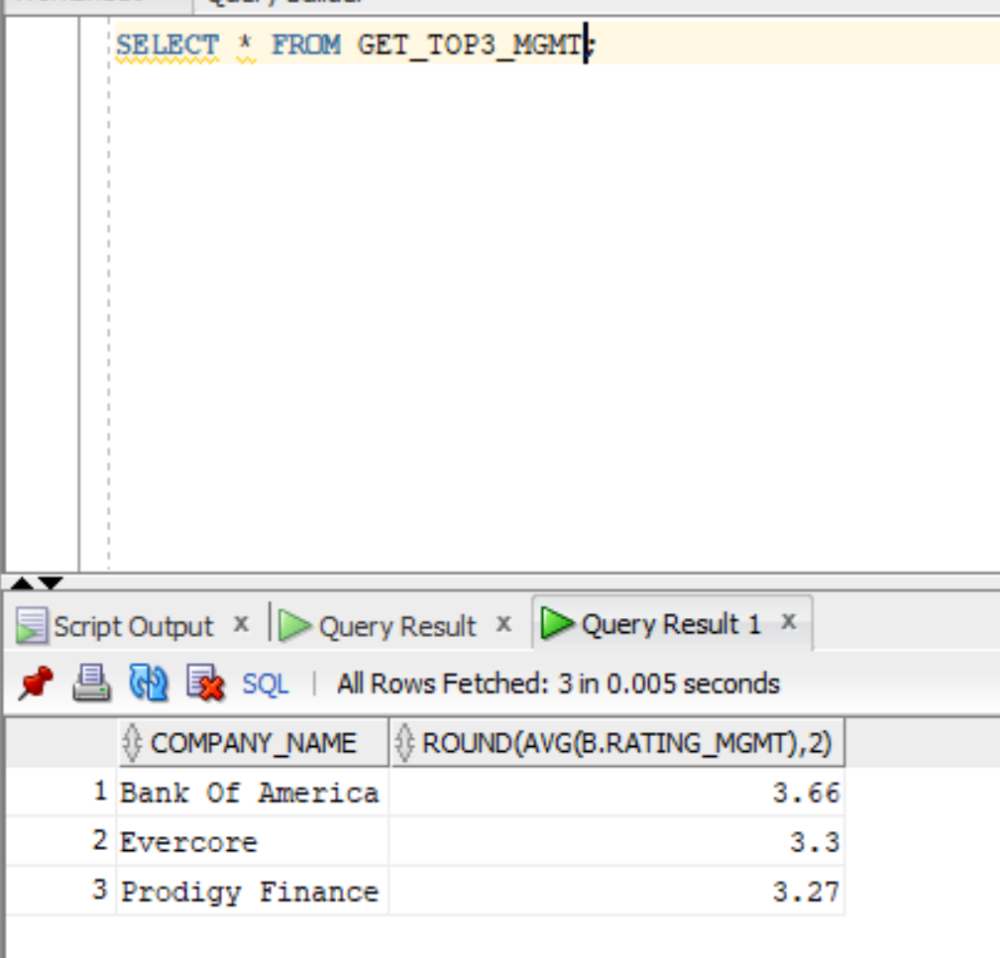 SELECT * FROM GET_TOP3_MGMT;
Script Output x Query Result x Query Result 1 x
SQL | All Rows Fetched: 3 in 0.005 seconds
COMPANY_NAME ROUND(AVG(B.RATING_MGMT),2)
1 Bank Of America 3.66
2 Evercore 3.3
3 Prodigy Finance 3.27